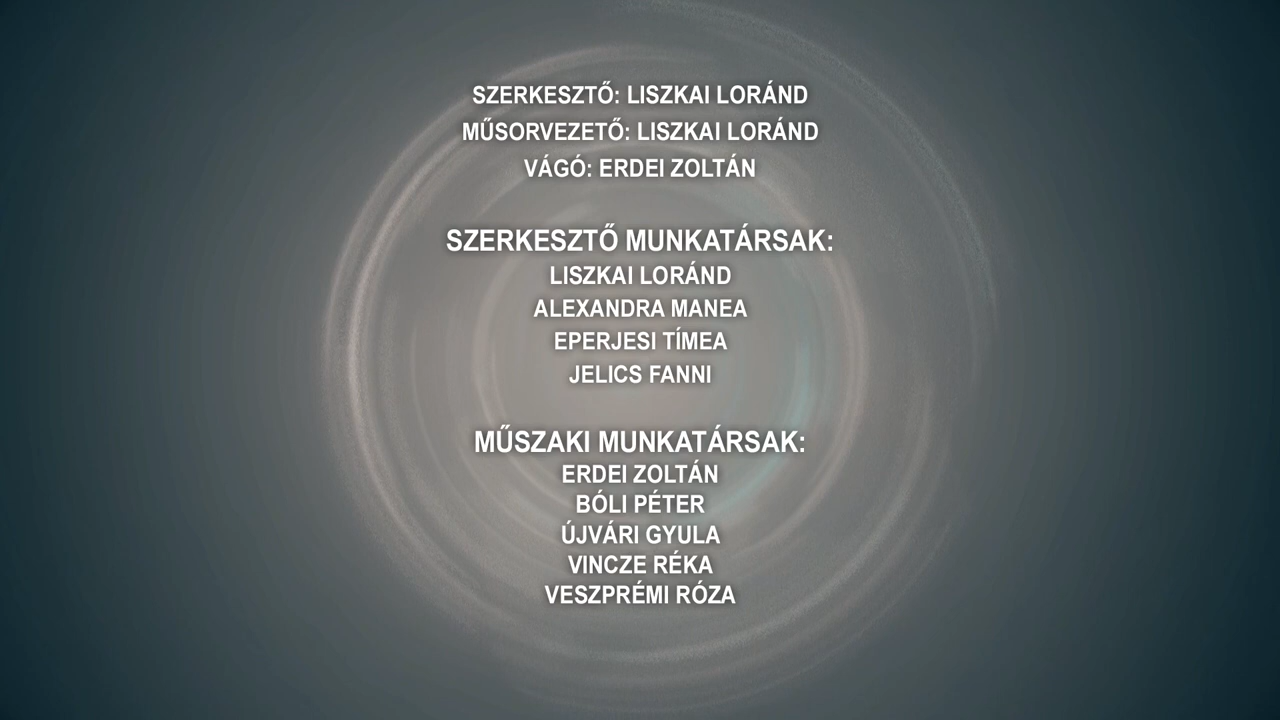 SZERKESZTŐ: LISZKAI LORÁND
MŰSORVEZETŐ: LISZKAI LORÁND
VÁGÓ: ERDEI ZOLTÁN
SZERKESZTŐ MUNKATÁRSAK:
LISZKAI LORÁND
ALEXANDRA MANEA
EPERJESI TÍMEA
JELICS FANNI
MŰSZAKI MUNKATÁRSAK:
ERDEI ZOLTÁN
BÓLI PÉTER
ÚJVÁRI GYULA
VINCZE RÉKA
VESZPRÉMI RÓZA